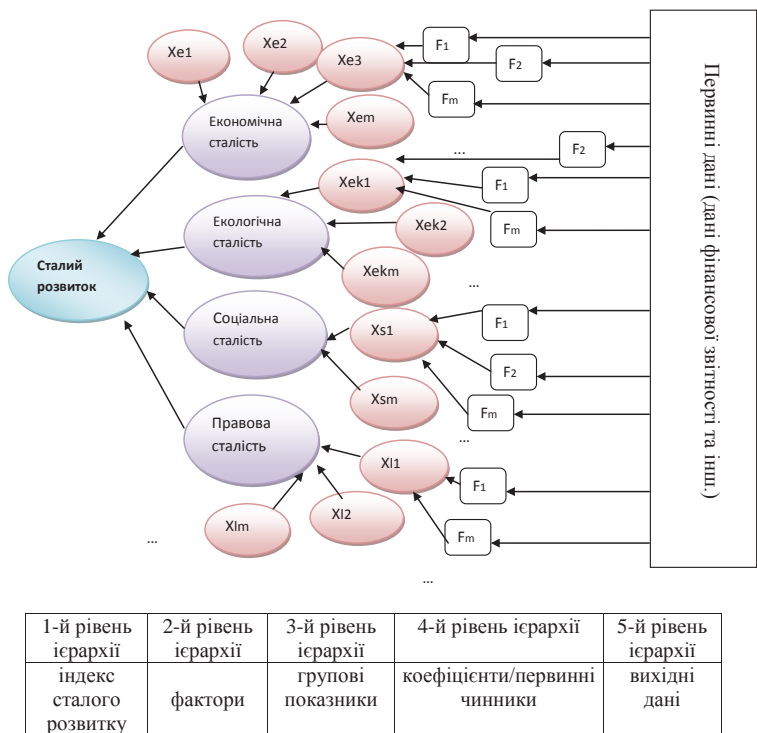 Xe1
Xe2
Xe3
Xem
F1
F2
Fm
Економічна
сталість
...
F2
Xek1
F1
Fm
Xek2
Xekm
...
Екологічна
сталість
Сталий
розвиток
Соціальна
сталість
Xs1
Xsm
F1
F2
Fm
...
Правова
сталість
Xl1
Xl2
Xlm
F1
Fm
...
...
Первинні дані (дані фінансової звітності та інш.)
1-й рівень
ієрархії
2-й рівень
ієрархії
3-й рівень
ієрархії
4-й рівень ієрархії
5-й рівень
ієрархії
індекс
сталого
розвитку
фактори
групові
показники
коефіцієнти/первинні
чинники
вихідні
дані